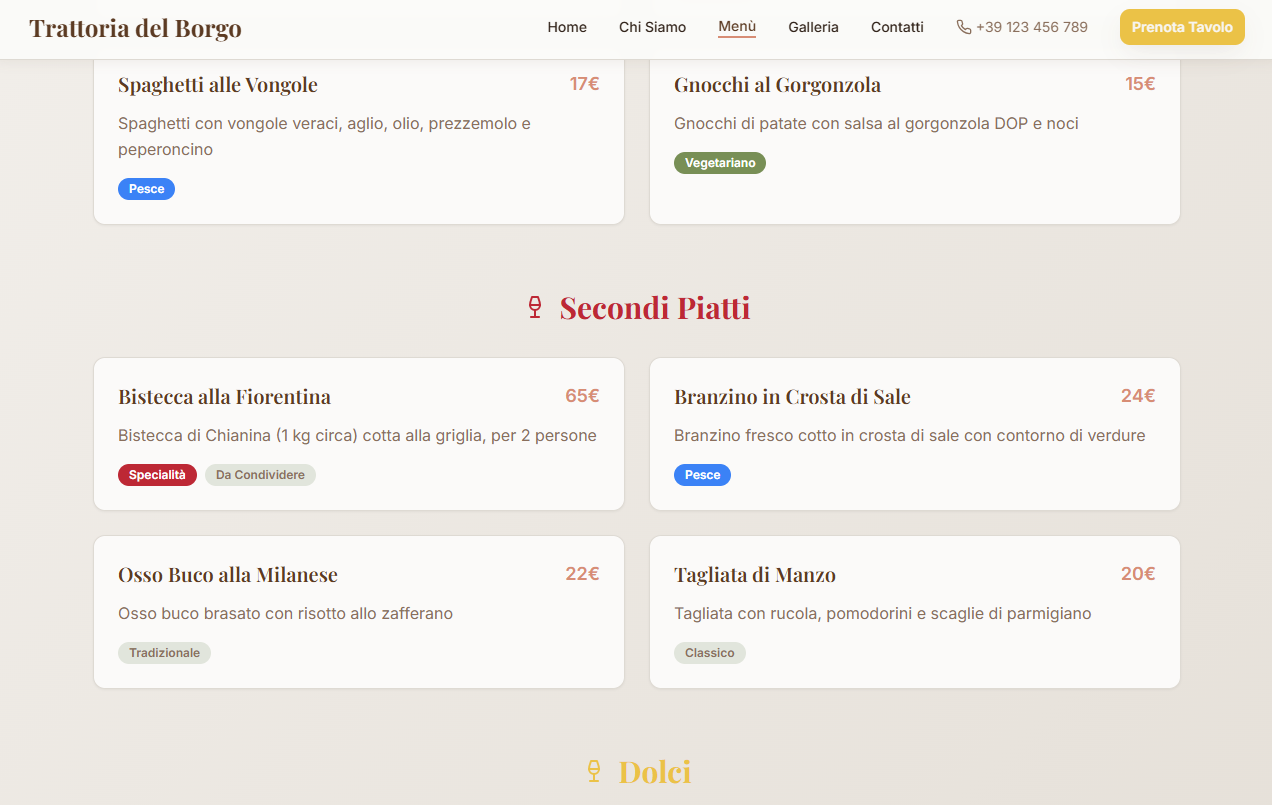 Trattoria del Borgo
Home Chi Siamo Menù Galleria Contatti +39 123 456 789 Prenota Tavolo
Spaghetti alle Vongole 17€
Spaghetti con vongole veraci, aglio, olio, prezzemolo e
peperoncino
Pesce
Gnocchi al Gorgonzola 15€
Gnocchi di patate con salsa al gorgonzola DOP e noci
Vegetariano
Secondi Piatti
Bistecca alla Fiorentina 65€
Bistecca di Chianina (1 kg circa) cotta alla griglia, per 2 persone
Specialità Da Condividere
Branzino in Crosta di Sale 24€
Branzino fresco cotto in crosta di sale con contorno di verdure
Pesce
Osso Buco alla Milanese 22€
Osso buco brasato con risotto allo zafferano
Tradizionale
Tagliata di Manzo 20€
Tagliata con rucola, pomodorini e scaglie di parmigiano
Classico
Dolci